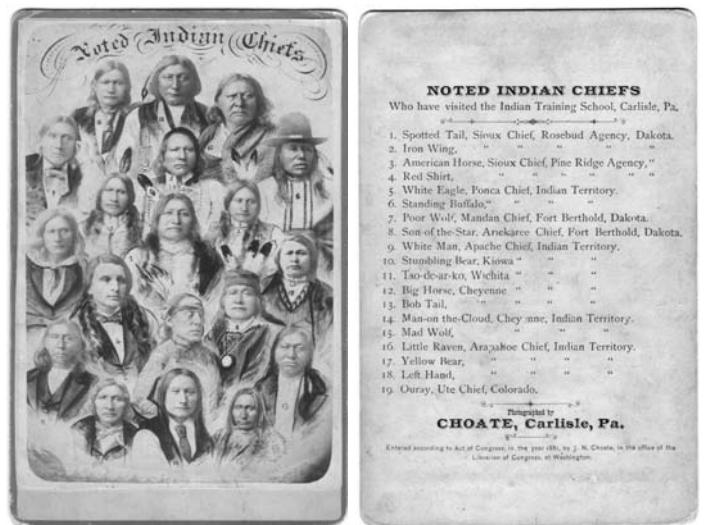 Noted Indian Chiefs
NOTED INDIAN CHIEFS
Who have visited the Indian Training School, Carlisle, Pa.
1. Spotted Tail, Sioux Chief, Rosebud Agency, Dakota.
2. Iron Wing, " " " "
3. American Horse, Sioux Chief, Pine Ridge Agency, "
4. Red Shirt, " " " " "
5. White Eagle, Ponca Chief, Indian Territory.
6. Standing Buffalo, " " " "
7. Poor Wolf, Mandan Chief, Fort Berthold, Dakota.
8. Son-of-the-Star, Arickaree Chief, Fort Berthold, Dakota.
9. White Man, Apache Chief, Indian Territory.
10. Stumbling Bear, Kiowa " " "
11. Tso-de-ar-ko, Wichita " " "
12. Big Horse, Cheyenne " " "
13. Bob Tail, " " " "
14. Man-on the-Cloud, Cheyenne, Indian Territory.
15. Mad Wolf, " " "
16. Little Raven, Arapahoe Chief, Indian Territory.
17. Yellow Bear, " " " "
18. Left Hand, " " " "
19. Ouray, Ute Chief, Colorado.
Photographed by
CHOATE, Carlisle, Pa.
Entered according to Act of Congress, in the year 1881, by J. N. Choate, in the office of the
Librarian of Congress, at Washington.